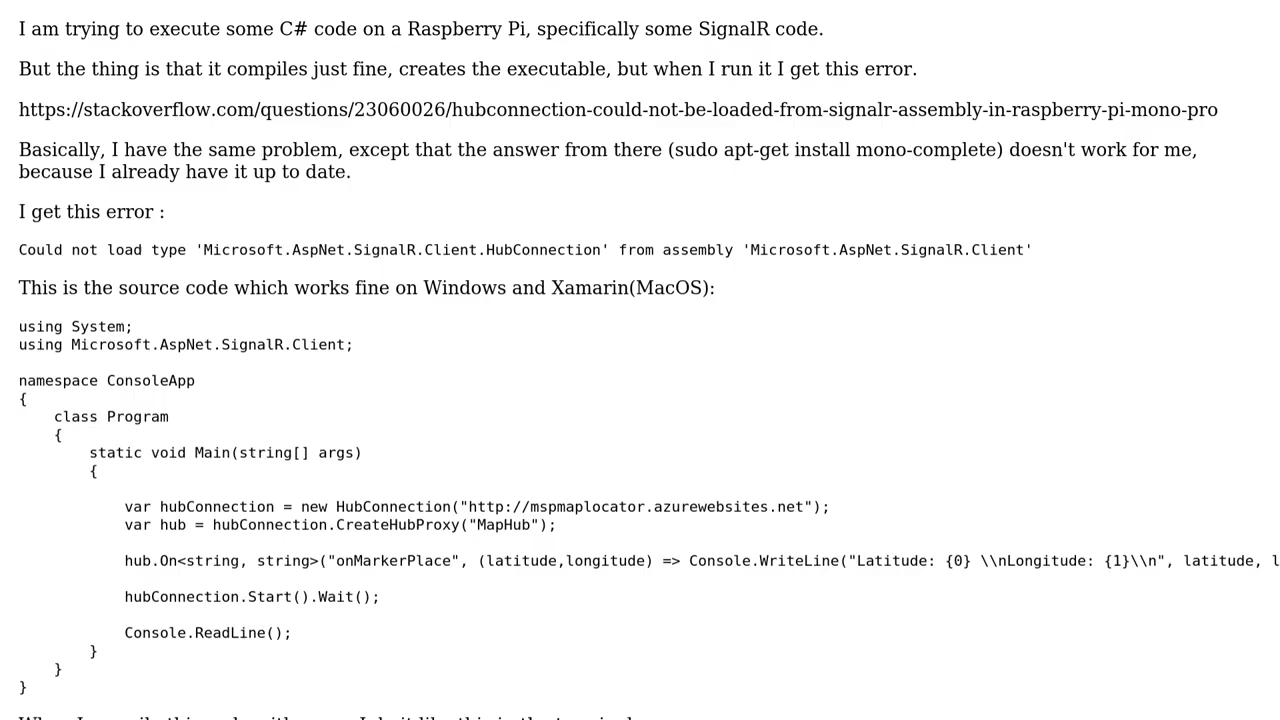 I am trying to execute some C# code on a Raspberry Pi, specifically some SignalR code.
But the thing is that it compiles just fine, creates the executable, but when I run it I get this error.
https://stackoverflow.com/questions/23060026/hubconnection-could-not-be-loaded-from-signalr-assembly-in-raspberry-pi-mono-pro
Basically, I have the same problem, except that the answer from there (sudo apt-get install mono-complete) doesn't work for me,
because I already have it up to date.
I get this error :
Could not load type 'Microsoft.AspNet.SignalR.Client.HubConnection' from assembly 'Microsoft.AspNet.SignalR.Client'
This is the source code which works fine on Windows and Xamarin(MacOS):
using System;
using Microsoft.AspNet.SignalR.Client;
namespace ConsoleApp
{
    class Program
    {
        static void Main(string[] args)
        {
            var hubConnection = new HubConnection("http://mspmaplocator.azurewebsites.net");
            var hub = hubConnection.CreateHubProxy("MapHub");
            hub.On<string, string>("onMarkerPlace", (latitude,longitude) => Console.WriteLine("Latitude: {0} \\nLongitude: {1}\\n", latitude, l
            hubConnection.Start().Wait();
            Console.ReadLine();
        }
    }
}